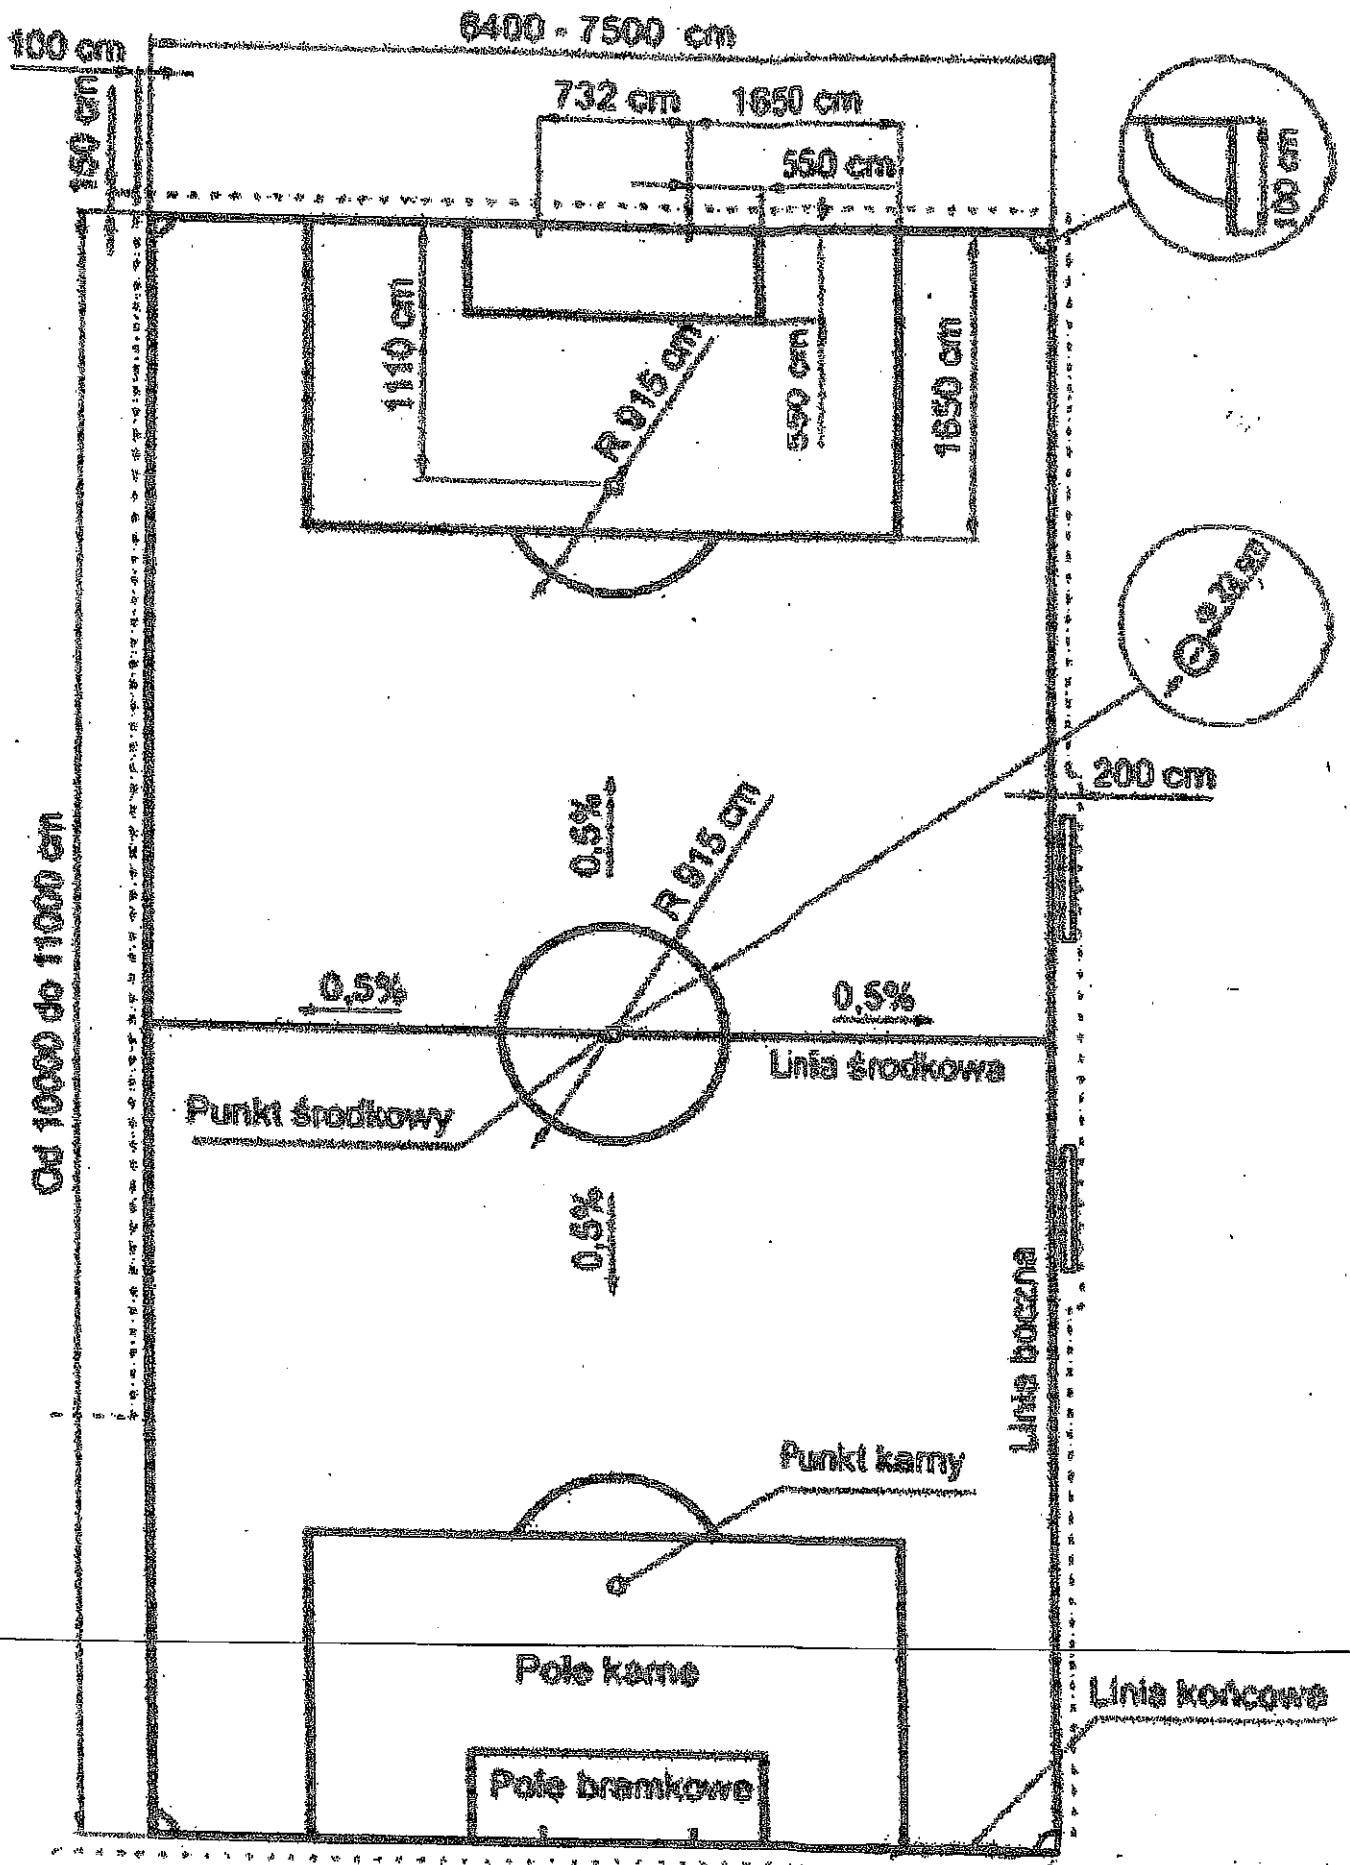 6400 - 7500 cm
100 cm
150 cm
732 cm
1650 cm
550 cm
100 cm
1110 cm
R 915 cm
550 cm
1650 cm
200 cm
0,5%
R 915 cm
Od 10000 do 11000 cm
0,5%
0,5%
Linia środkowa
Punkt środkowy
0,5%
Linia boczna
Punkt karny
Pole karne
Linia końcowa
Pole bramkowe